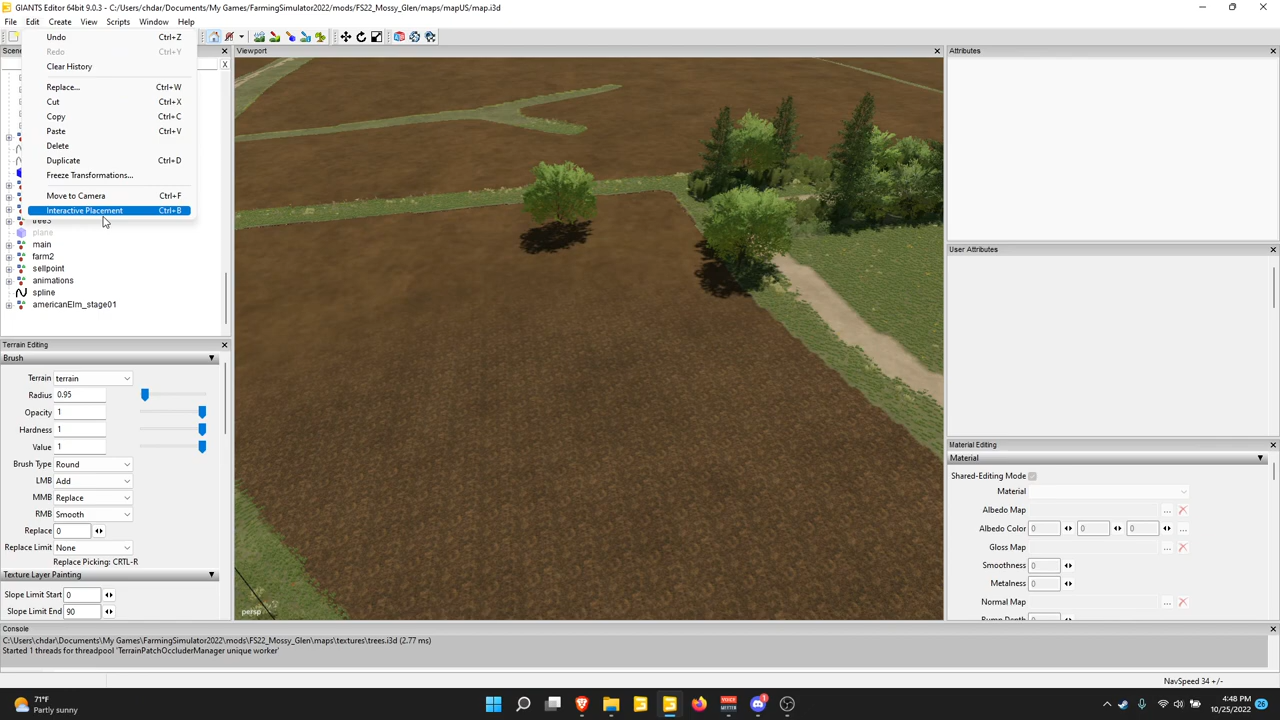 GIANTS Editor 64bit v9.0.3 - C:/Users/chdar/Documents/My Games/FarmingSimulator2022/mods/FS22_Mossy_Glen/maps/mapUS/map.i3d
File Edit Create View Scripts Window Help
Undo Ctrl+Z
Redo Ctrl+Y
Clear History
Replace... Ctrl+W
Cut Ctrl+X
Copy Ctrl+C
Paste Ctrl+V
Delete
Duplicate Ctrl+D
Freeze Transformations...
Move to Camera Ctrl+F
Interactive Placement Ctrl+B
X
tree3
plane
main
farm2
sellpoint
animations
spline
americanElm_stage01
Terrain Editing
Brush
Terrain terrain
Radius 0.95
Opacity 1
Hardness 1
Value 1
Brush Type Round
LMB Add
MMB Replace
RMB Smooth
Replace 0
Replace Limit None
Replace Picking: CRTL-R
Texture Layer Painting
Slope Limit Start 0
Slope Limit End 90
Viewport
persp
Attributes
User Attributes
Material Editing
Material
Shared-Editing Mode
Material
Albedo Map ...
Albedo Color 0 0 0 ...
Gloss Map ...
Smoothness 0
Metalness 0
Normal Map ...
Console
C:\Users\chdar\Documents\My Games\FarmingSimulator2022\mods\FS22_Mossy_Glen\maps\textures\trees.i3d (2.77 ms)
Started 1 threads for threadpool 'TerrainPatchOccluderManager unique worker'
NavSpeed 34 +/-
71°F
Partly sunny
4:48 PM
10/25/2022
26